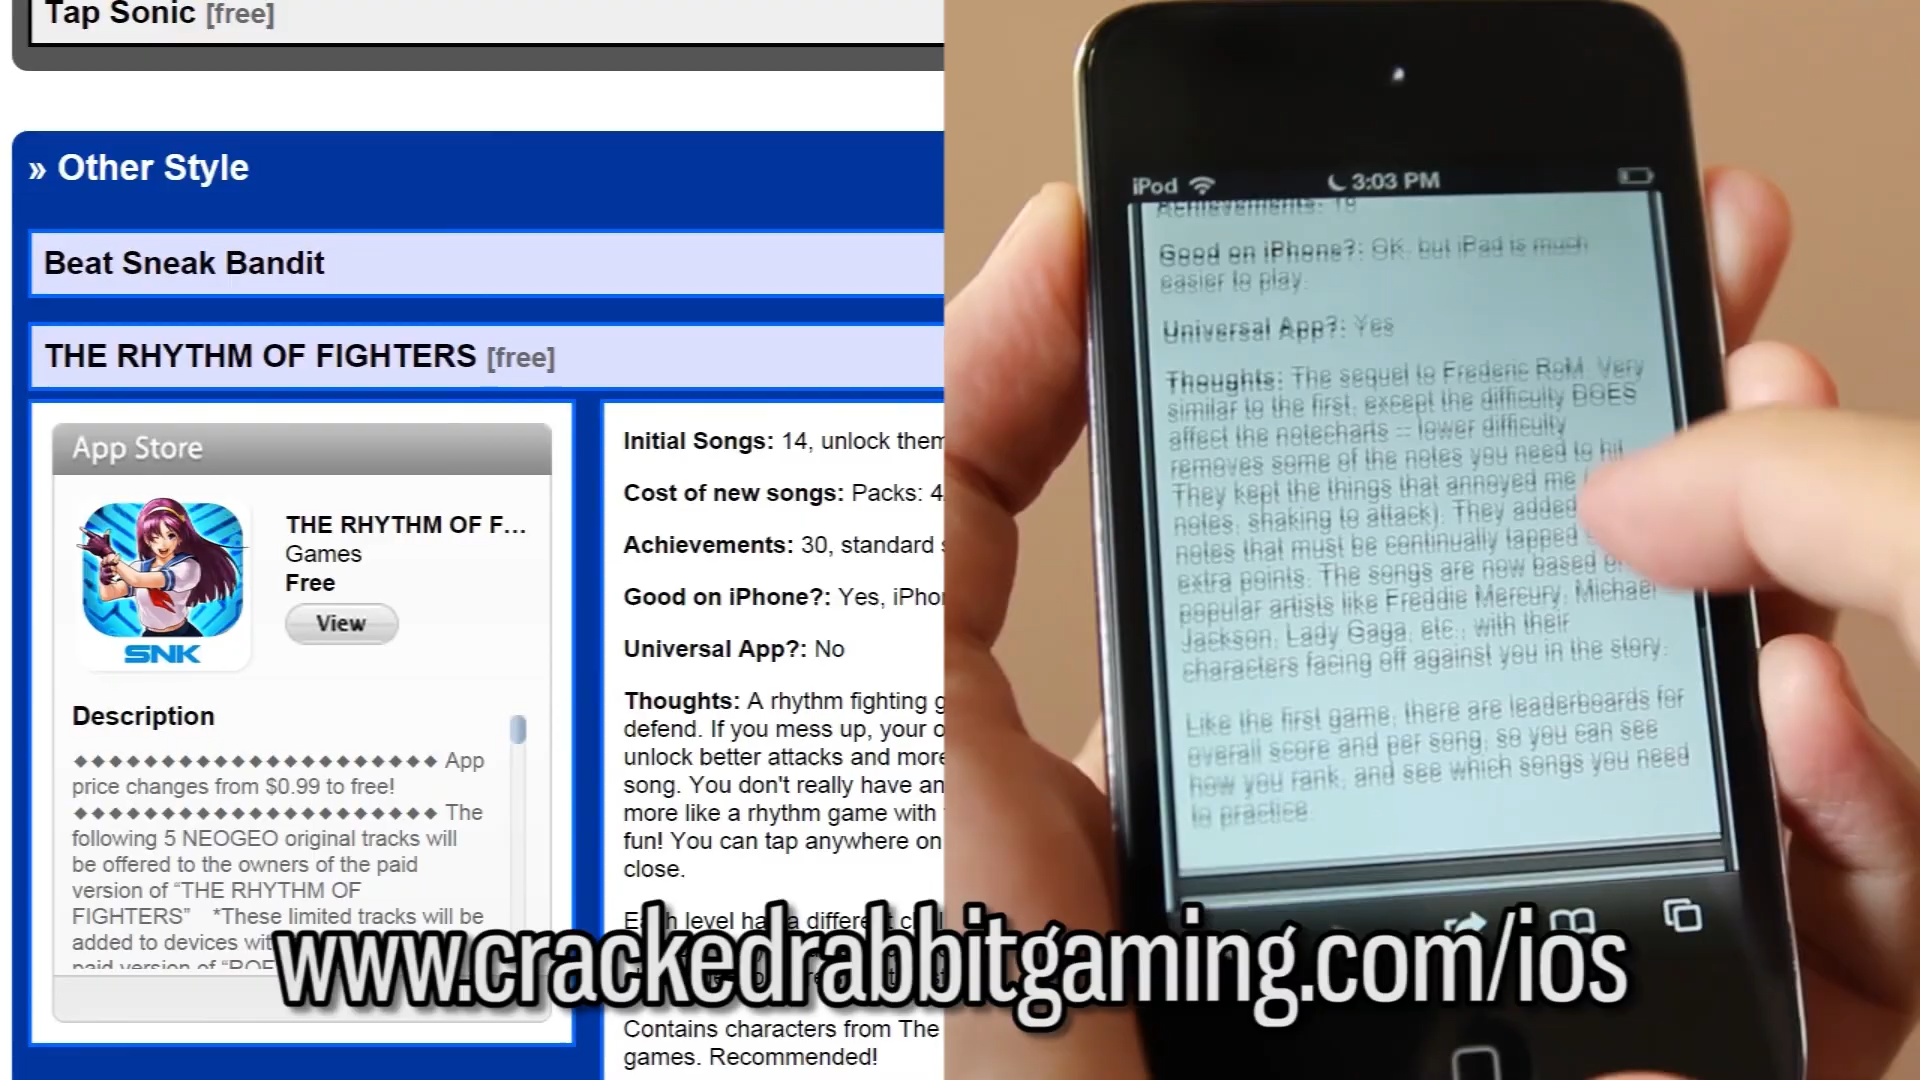 Tap Sonic [free]
» Other Style
Beat Sneak Bandit
THE RHYTHM OF FIGHTERS [free]
App Store
THE RHYTHM OF F...
Games
Free
View
SNK
Description
◆◆◆◆◆◆◆◆◆◆◆◆◆◆◆◆◆◆◆◆◆ App
price changes from $0.99 to free!
◆◆◆◆◆◆◆◆◆◆◆◆◆◆◆◆◆◆◆◆◆ The
following 5 NEOGEO original tracks will
be offered to the owners of the paid
version of “THE RHYTHM OF
FIGHTERS” *These limited tracks will be
added to devices
paid version of
Initial Songs: 14, unlock them
Cost of new songs: Packs: 4
Achievements: 30, standard
Good on iPhone?: Yes,
Universal App?: No
Thoughts: A rhythm fighting
defend. If you mess up, your
unlock better attacks and more
song. You don't really have
more like a rhythm game with
fun! You can tap anywhere on
close.
Each level has a different
Contains characters from The
games. Recommended!
iPod 3:03 PM
Achievements: 18
Good on iPhone?: OK, but iPad is much
easier to play.
Universal App?: Yes
Thoughts: The sequel to Frederic RoM. Very
similar to the first, except the difficulty DOES
affect the notecharts -- lower difficulty
removes some of the notes you need to hit.
They kept the things that annoyed me
notes, shaking to attack). They added
notes that must be continually tapped
extra points. The songs are now based
popular artists like Freddie Mercury, Michael
Jackson, Lady Gaga, etc., with their
characters facing off against you in the story.
Like the first game, there are leaderboards for
overall score and per song, so you can see
how you rank, and see which songs you need
to practice.
www.crackedrabbitgaming.com/ios